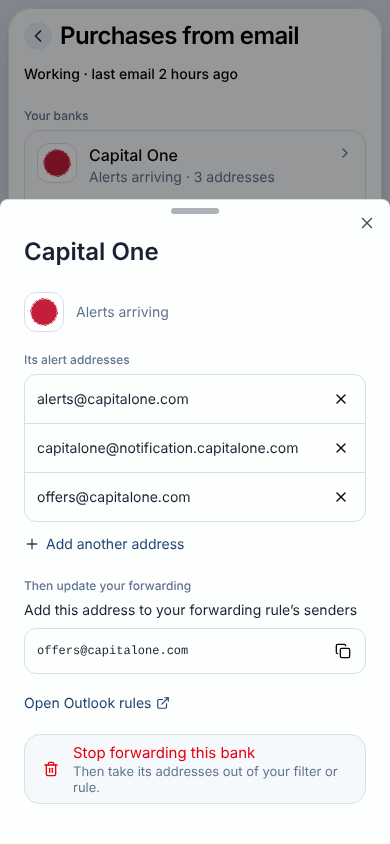 Purchases from email
Working · last email 2 hours ago
Your banks
Capital One
Alerts arriving · 3 addresses
Capital One
Alerts arriving
Its alert addresses
alerts@capitalone.com
capitalone@notification.capitalone.com
offers@capitalone.com
Add another address
Then update your forwarding
Add this address to your forwarding rule’s senders
offers@capitalone.com
Open Outlook rules
Stop forwarding this bank
Then take its addresses out of your filter or
rule.